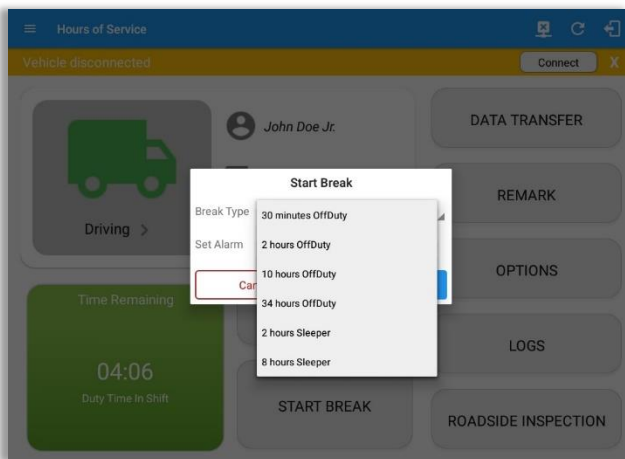 Hours of Service
Vehicle disconnected
Connect
X
John Doe Jr.
Driving >
Time Remaining
04:06
Duty Time In Shift
DATA TRANSFER
REMARK
OPTIONS
LOGS
START BREAK
ROADSIDE INSPECTION
Start Break
Break Type
30 minutes OffDuty
2 hours OffDuty
Set Alarm
10 hours OffDuty
34 hours OffDuty
2 hours Sleeper
8 hours Sleeper